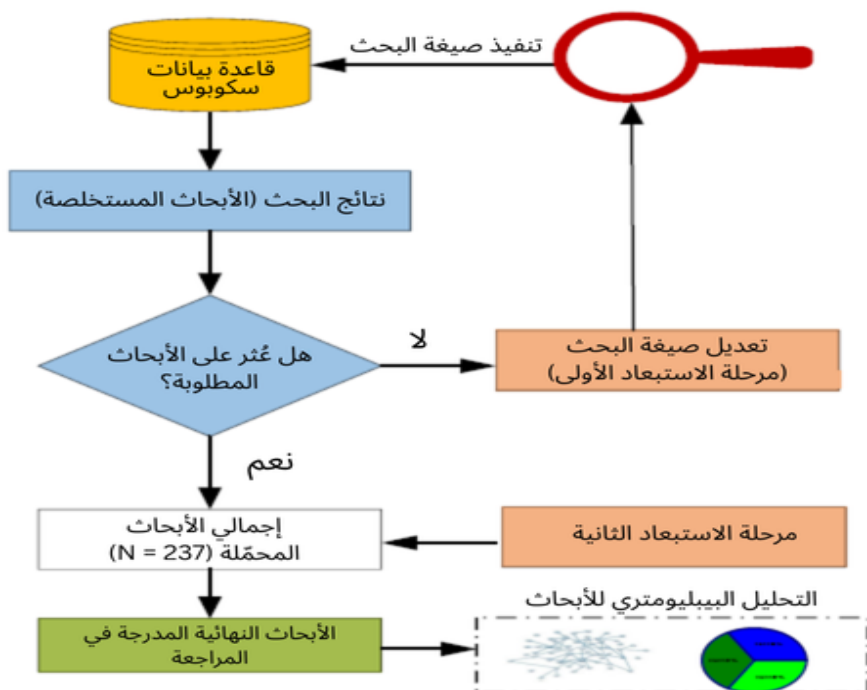 تنفيذ صيغة البحث
قاعدة بيانات
سكوبوس
نتائج البحث (الأبحاث المستخلصة)
هل عُثر على الأبحاث
المطلوبة؟
لا
تعديل صيغة البحث
(مرحلة الاستبعاد الأولى)
نعم
إجمالي الأبحاث
المحمّلة (N = 237)
مرحلة الاستبعاد الثانية
الأبحاث النهائية المدرجة في
المراجعة
التحليل البيبليومتري للأبحاث